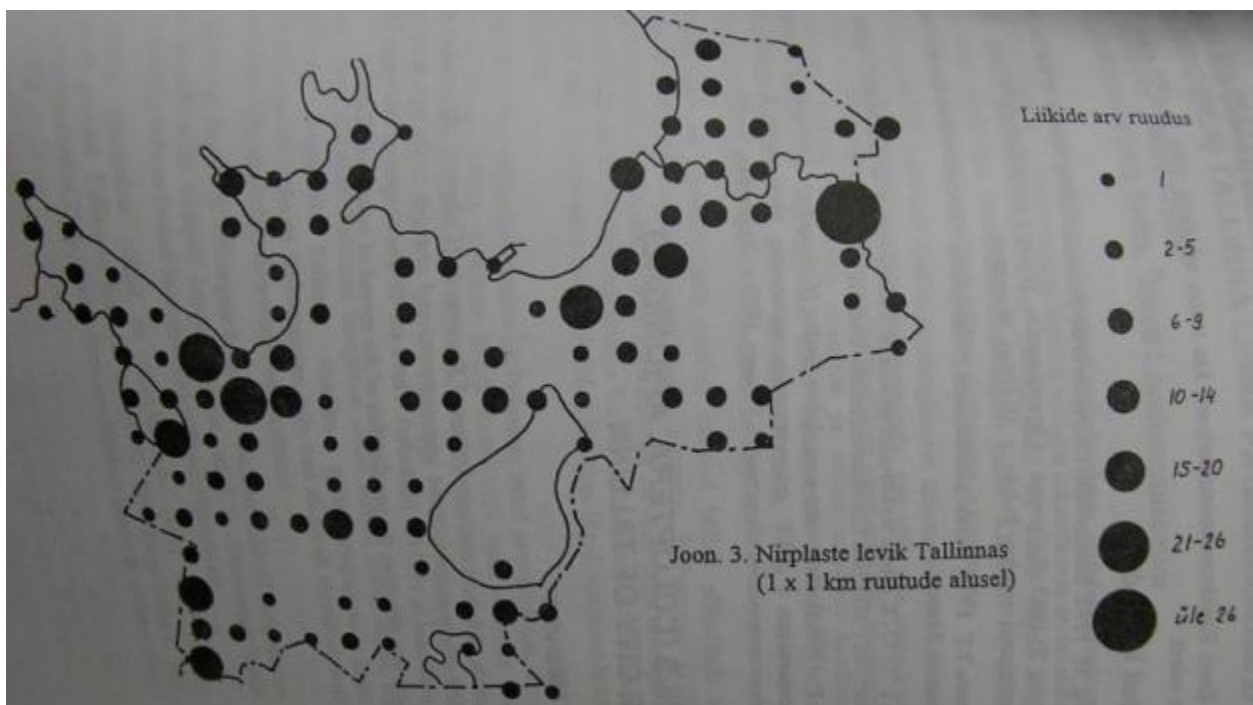 Liikide arv ruudus
1
2-5
6-9
10-14
15-20
21-26
üle 26
Joon. 3. Nirplaste levik Tallinnas
(1 x 1 km ruutude alusel)